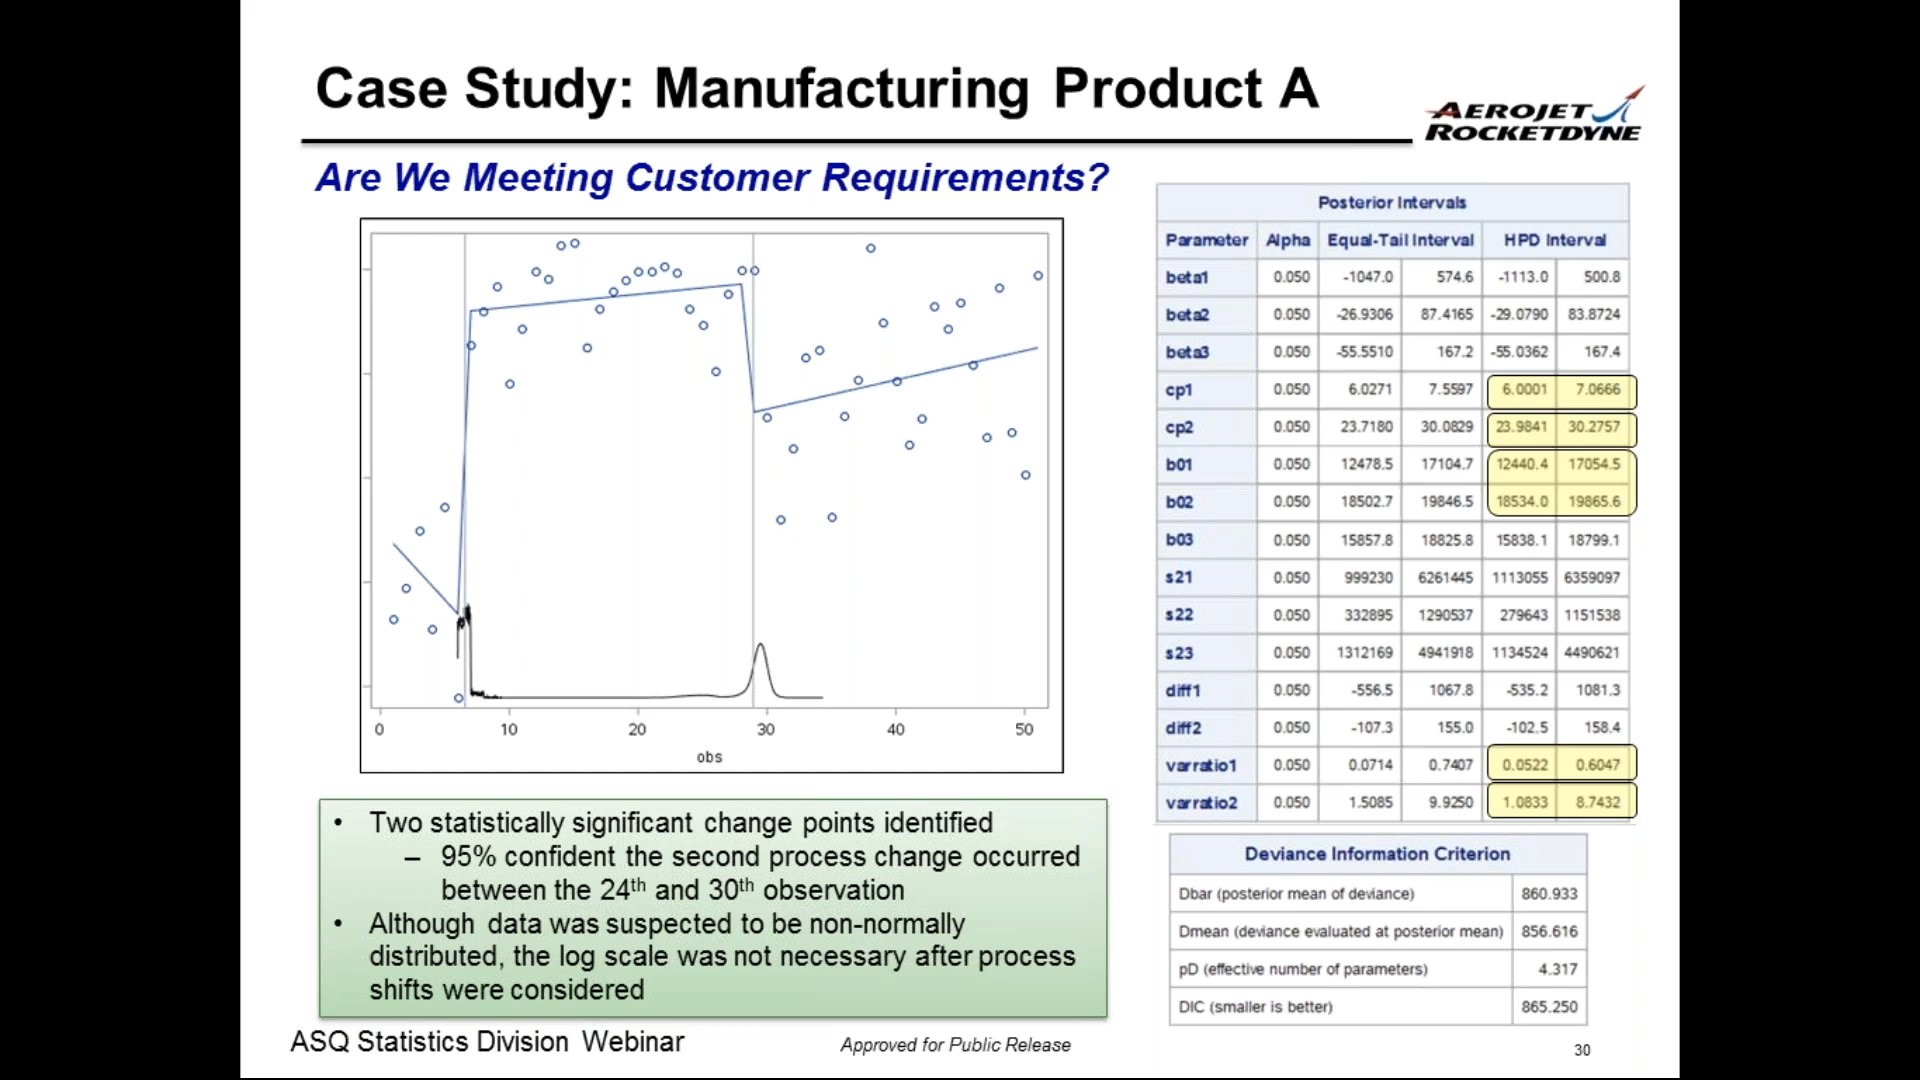 Case Study: Manufacturing Product A
AEROJET
ROCKETDYNE
Are We Meeting Customer Requirements?
0 10 20 30 40 50
obs
Posterior Intervals
Parameter Alpha Equal-Tail Interval HPD Interval
beta1 0.050 -1047.0 574.6 -1113.0 500.8
beta2 0.050 -26.9306 87.4165 -29.0790 83.8724
beta3 0.050 -55.5510 167.2 -55.0362 167.4
cp1 0.050 6.0271 7.5597 6.0001 7.0666
cp2 0.050 23.7180 30.0829 23.9841 30.2757
b01 0.050 12478.5 17104.7 12440.4 17054.5
b02 0.050 18502.7 19846.5 18534.0 19865.6
b03 0.050 15857.8 18825.8 15838.1 18799.1
s21 0.050 999230 6261445 1113055 6359097
s22 0.050 332895 1290537 279643 1151538
s23 0.050 1312169 4941918 1134524 4490621
diff1 0.050 -556.5 1067.8 -535.2 1081.3
diff2 0.050 -107.3 155.0 -102.5 158.4
varratio1 0.050 0.0714 0.7407 0.0522 0.6047
varratio2 0.050 1.5085 9.9250 1.0833 8.7432
• Two statistically significant change points identified
– 95% confident the second process change occurred
between the 24th and 30th observation
• Although data was suspected to be non-normally
distributed, the log scale was not necessary after process
shifts were considered
Deviance Information Criterion
Dbar (posterior mean of deviance) 860.933
Dmean (deviance evaluated at posterior mean) 856.616
pD (effective number of parameters) 4.317
DIC (smaller is better) 865.250
ASQ Statistics Division Webinar
Approved for Public Release
30